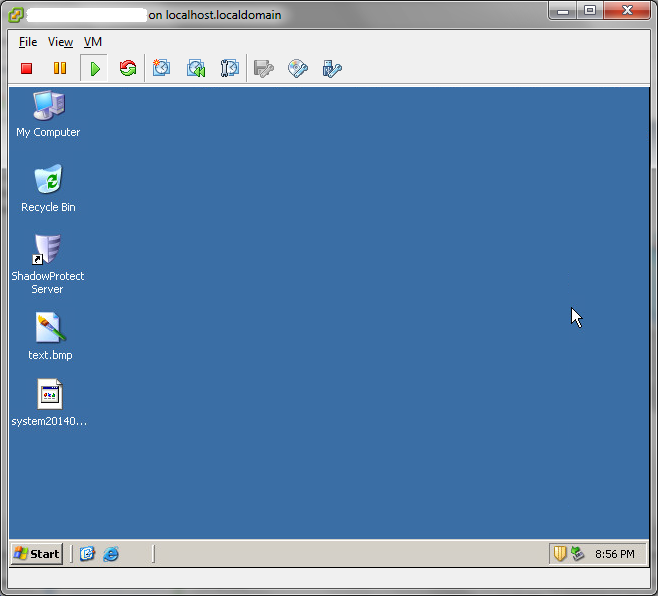 on localhost.localdomain
File View VM
My Computer
Recycle Bin
ShadowProtect
Server
text.bmp
system20140...
Start
8:56 PM